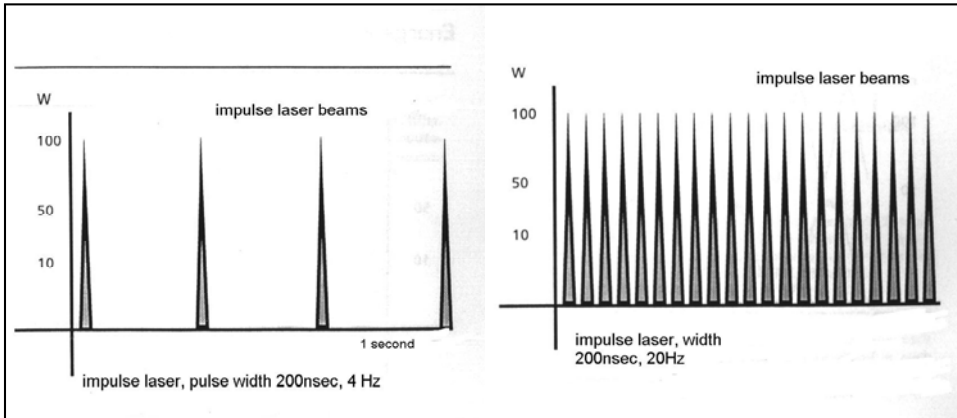 W
impulse laser beams
100
50
10
1 second
impulse laser, pulse width 200nsec, 4 Hz
W
impulse laser beams
100
50
10
impulse laser, width
200nsec, 20Hz